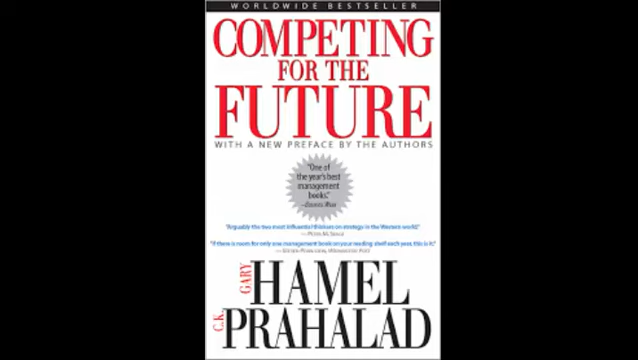 WORLDWIDE BESTSELLER
COMPETING
FOR THE
FUTURE
WITH A NEW PREFACE BY THE AUTHORS
"One of
the year's best
management
books."
"Arguably the two most influential thinkers on strategy in the Western world."
"If there is room for only one management book on your reading shelf each year, this is it."
GARY HAMEL
C.K. PRAHALAD